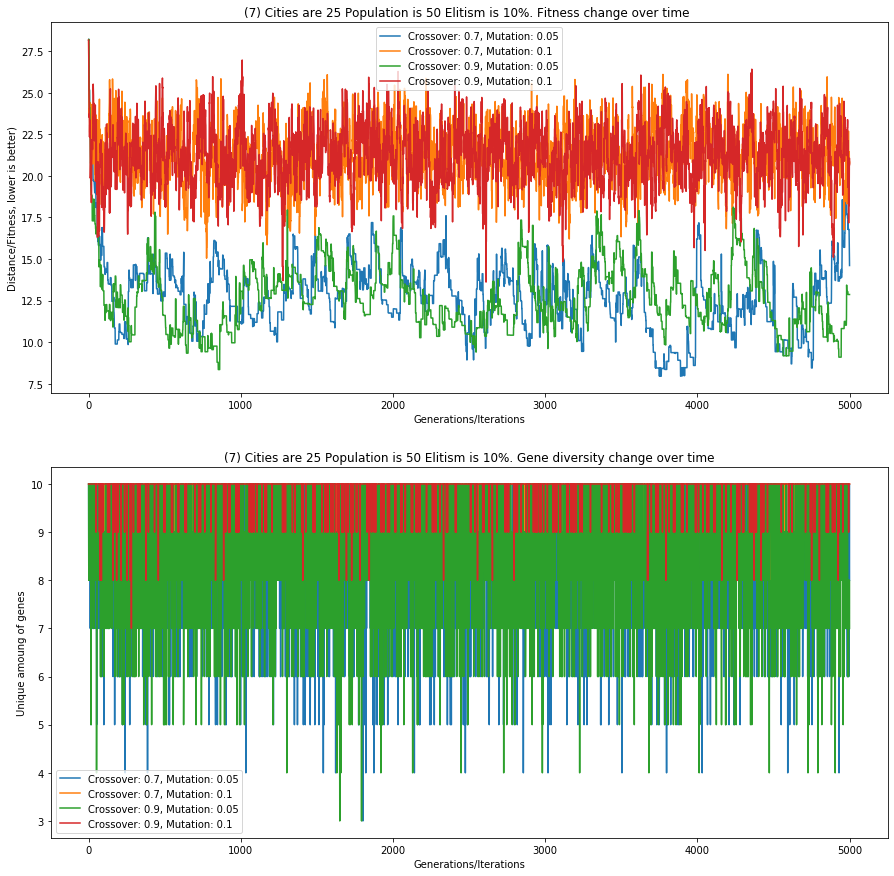 (7) Cities are 25 Population is 50 Elitism is 10%. Fitness change over time
27.5
25.0
22.5
20.0
17.5
15.0
12.5
10.0
7.5
Distance/Fitness, lower is better)
Crossover: 0.7, Mutation: 0.05
Crossover: 0.7, Mutation: 0.1
Crossover: 0.9, Mutation: 0.05
Crossover: 0.9, Mutation: 0.1
0 1000 2000 3000 4000 5000
Generations/Iterations
(7) Cities are 25 Population is 50 Elitism is 10%. Gene diversity change over time
10
9
8
7
6
5
4
3
Unique amoung of genes
Crossover: 0.7, Mutation: 0.05
Crossover: 0.7, Mutation: 0.1
Crossover: 0.9, Mutation: 0.05
Crossover: 0.9, Mutation: 0.1
0 1000 2000 3000 4000 5000
Generations/Iterations